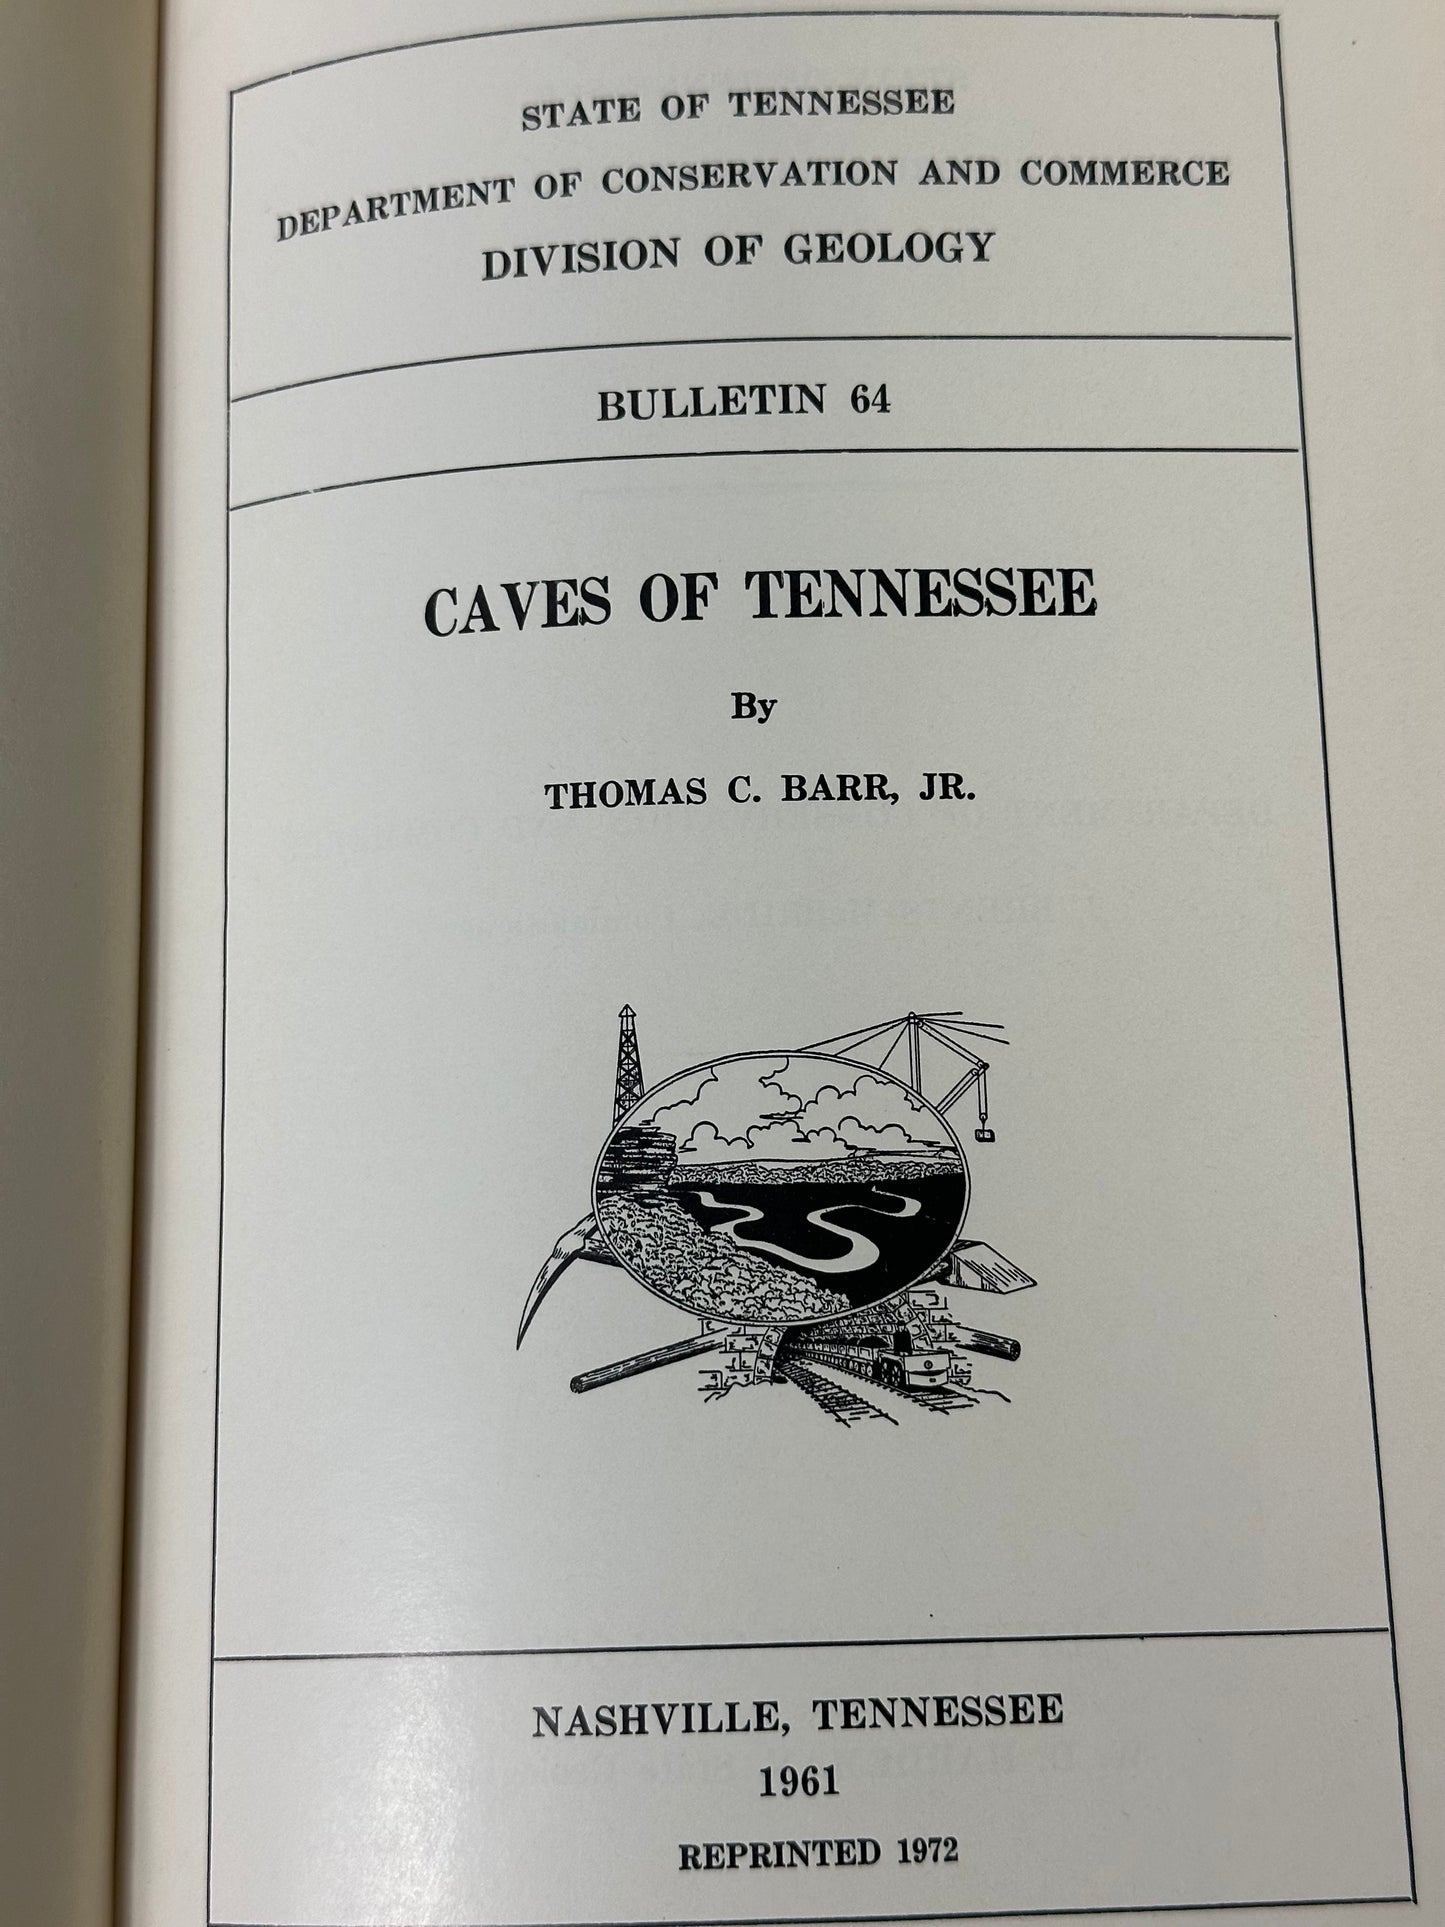 STATE OF TENNESSEE
DEPARTMENT OF CONSERVATION AND COMMERCE
DIVISION OF GEOLOGY
BULLETIN 64
CAVES OF TENNESSEE
By
THOMAS C. BARR, JR.
NASHVILLE, TENNESSEE
1961
REPRINTED 1972